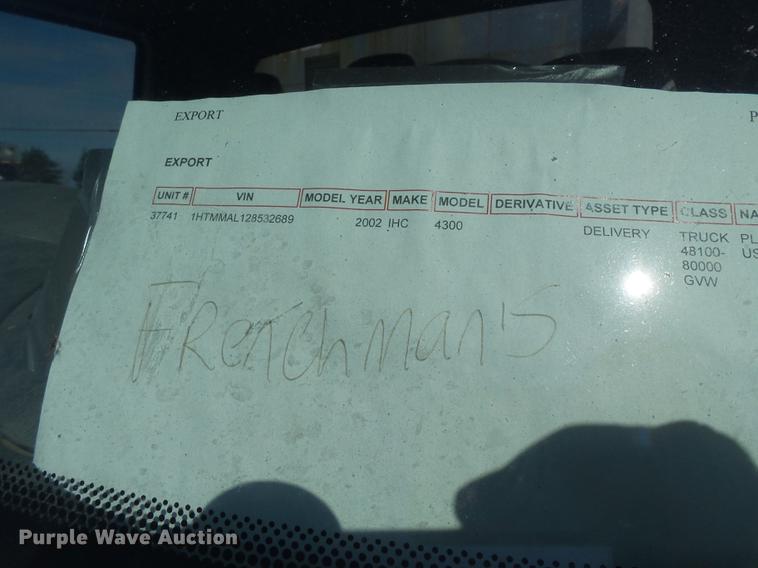 EXPORT P
EXPORT
UNIT # VIN MODEL YEAR MAKE MODEL DERIVATIVE ASSET TYPE CLASS NA
37741 1HTMMAL128532689 2002 IHC 4300 DELIVERY TRUCK PL
48100- US
80000
GVW
Frenchman's
Purple Wave Auction